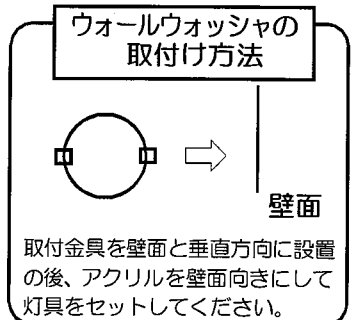 ウォールウォッシャの
取付け方法
壁面
取付金具を壁面と垂直方向に設置
の後、アクリルを壁面向きにして
灯具をセットしてください。